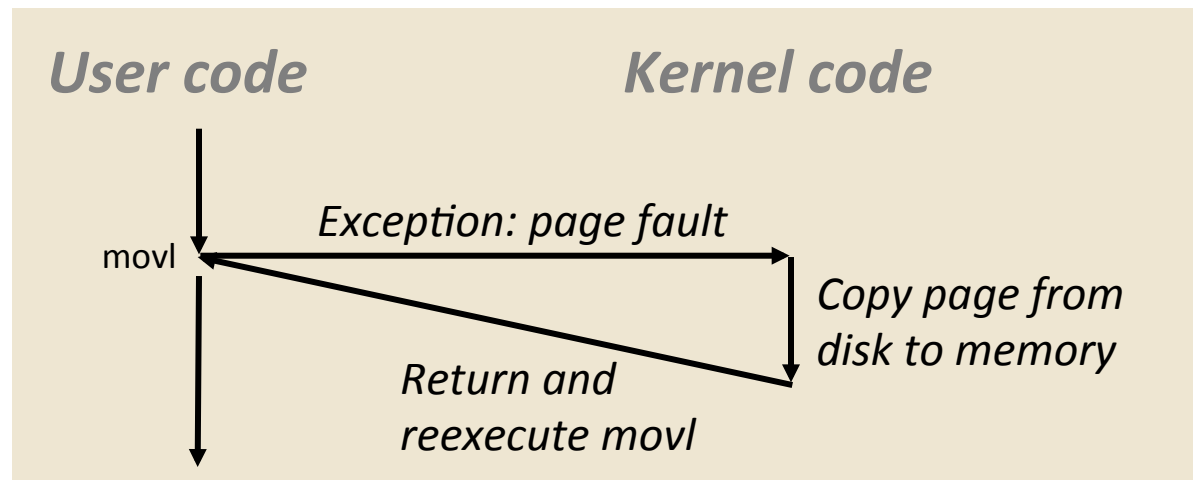 User code
Kernel code
Exception: page fault
movl
Copy page from
disk to memory
Return and
reexecute movl